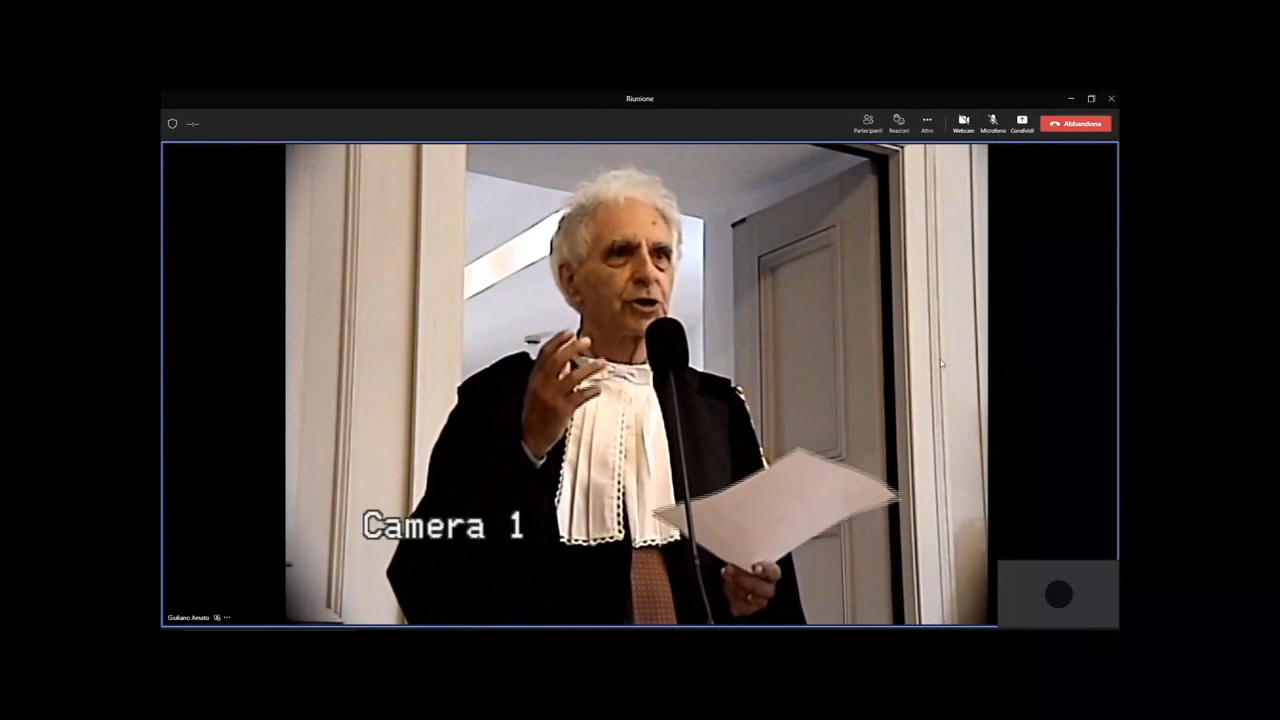 Riunione
Partecipanti Reazioni Altro Webcam Microfono Condividi Abbandona
Camera 1
Giuliano Amato